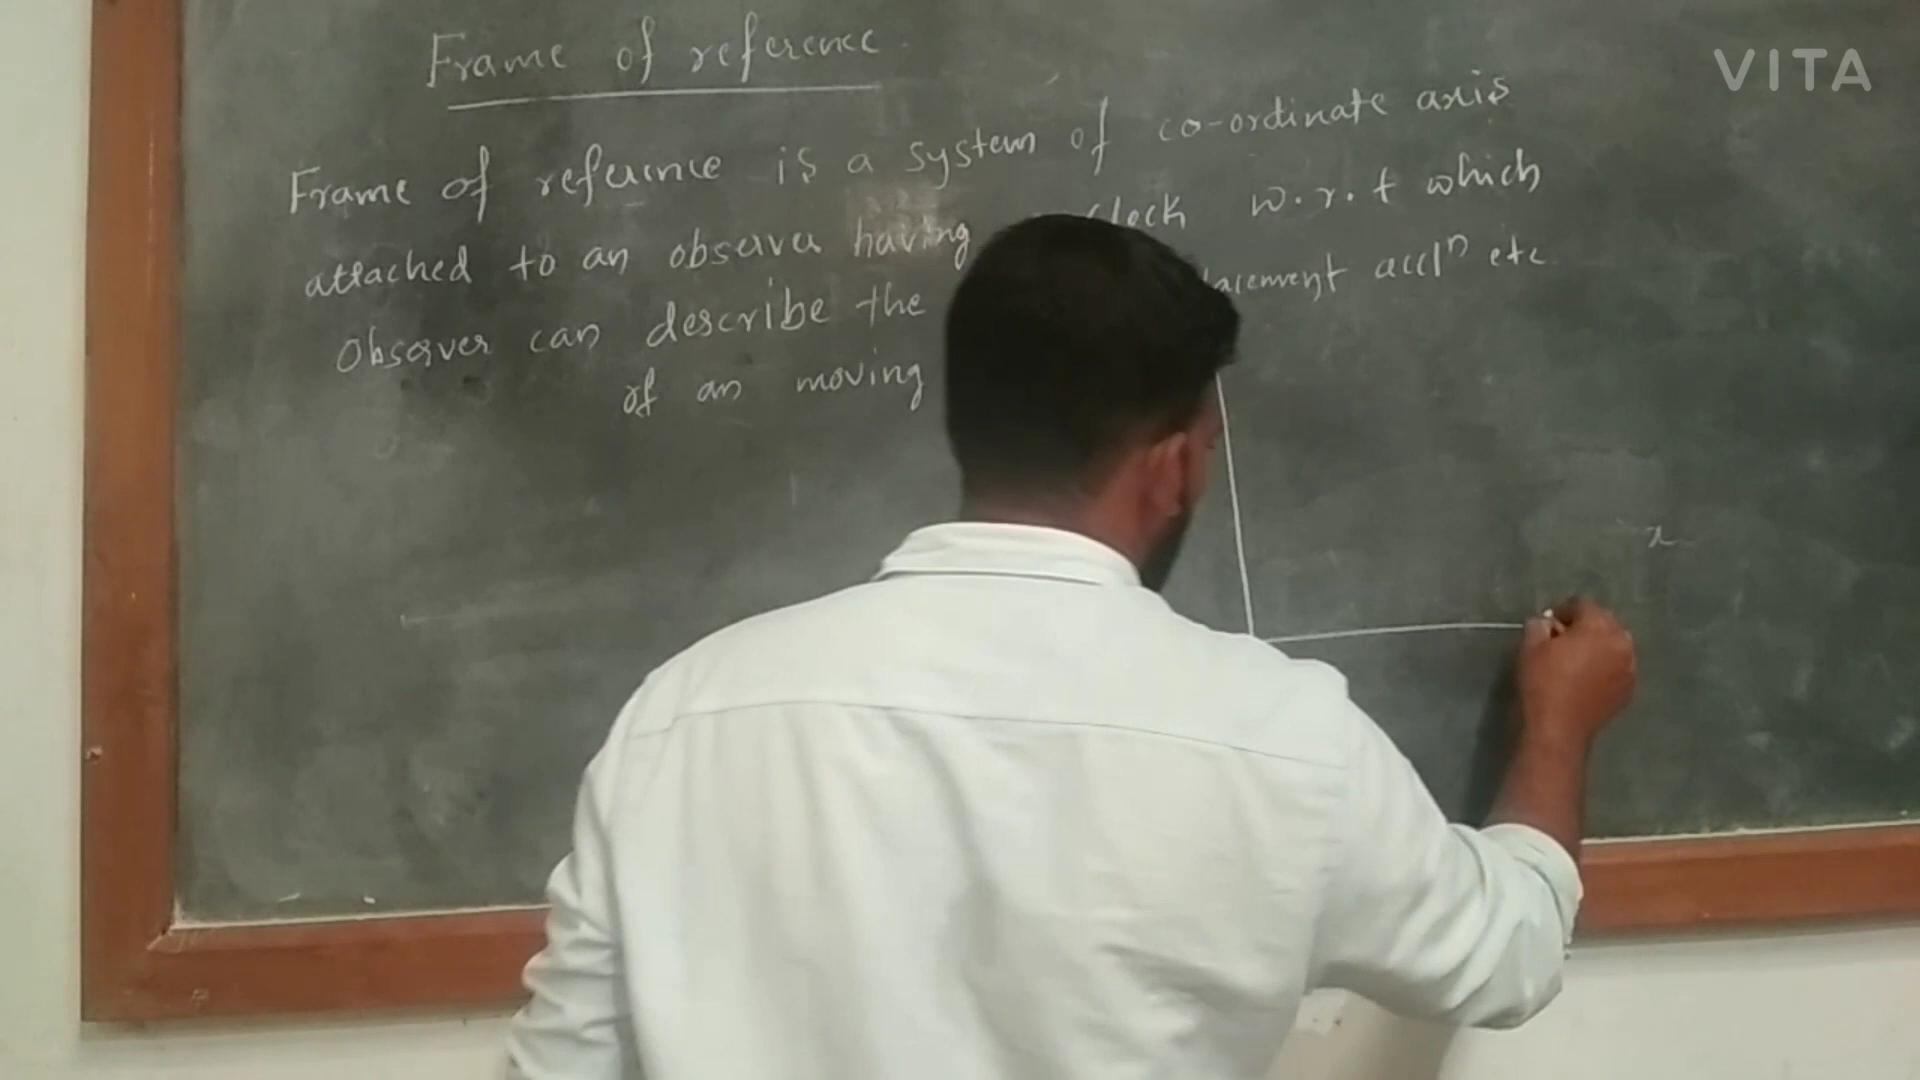 Frame of reference
VITA
Frame of reference is a system of co-ordinate axis
attached to an observer having clock w.r.t which
Observer can describe the acclⁿ etc
of an moving
x